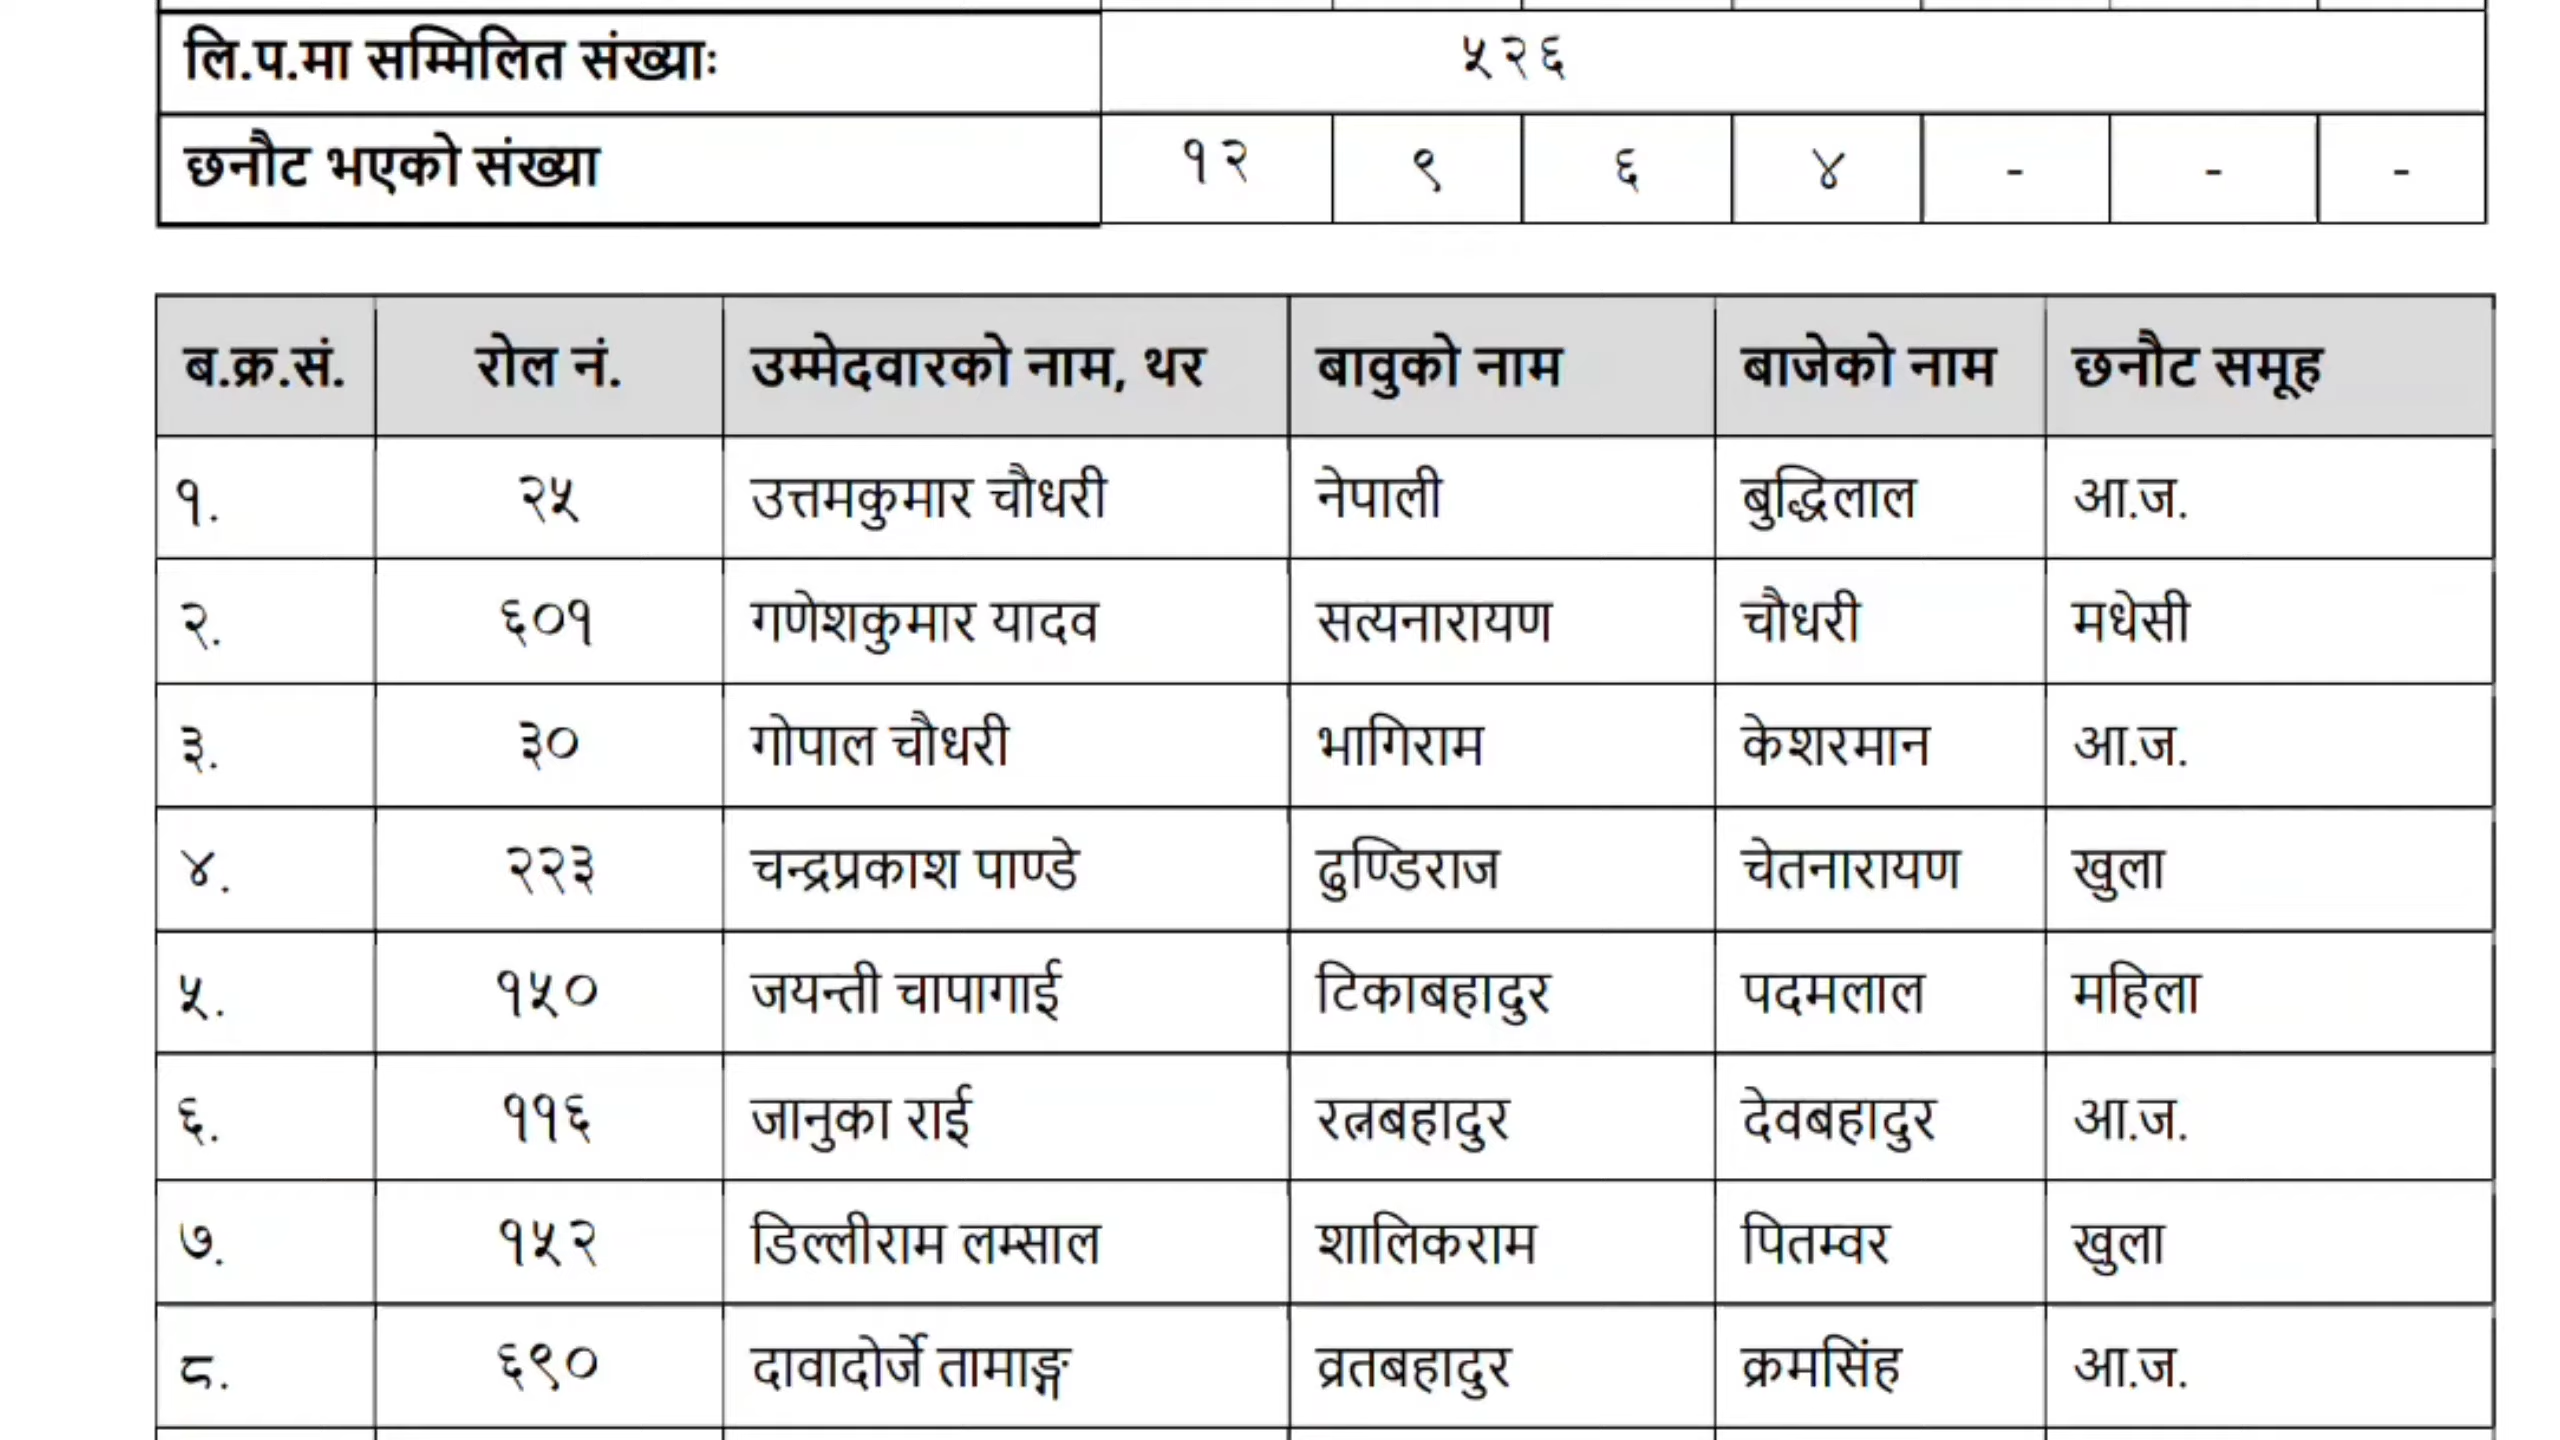 लि.प.मा सम्मिलित संख्याः ५२६
छनौट भएको संख्या १२ ९ ६ ४ - - -
ब.क्र.सं. रोल नं. उम्मेदवारको नाम, थर बावुको नाम बाजेको नाम छनौट समूह
१. २५ उत्तमकुमार चौधरी नेपाली बुद्धिलाल आ.ज.
२. ६०१ गणेशकुमार यादव सत्यनारायण चौधरी मधेसी
३. ३० गोपाल चौधरी भागिराम केशरमान आ.ज.
४. २२३ चन्द्रप्रकाश पाण्डे ढुण्डिराज चेतनारायण खुला
५. १५० जयन्ती चापागाई टिकाबहादुर पदमलाल महिला
६. ११६ जानुका राई रत्नबहादुर देवबहादुर आ.ज.
७. १५२ डिल्लीराम लम्साल शालिकराम पितम्वर खुला
८. ६९० दावादोर्जे तामाङ्ग व्रतबहादुर क्रमसिंह आ.ज.